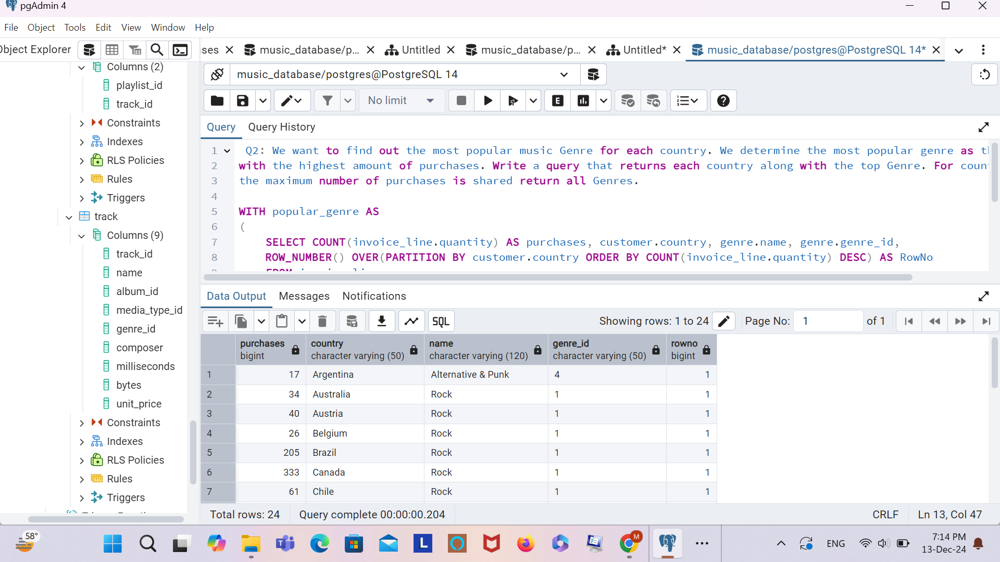 pgAdmin 4
File Object Tools Edit View Window Help
Object Explorer
ses music_database/p... Untitled music_database/p... Untitled* music_database/postgres@PostgreSQL 14*
Columns (2)
playlist_id
track_id
Constraints
Indexes
RLS Policies
Rules
Triggers
track
Columns (9)
track_id
name
album_id
media_type_id
genre_id
composer
milliseconds
bytes
unit_price
Constraints
Indexes
RLS Policies
Rules
Triggers
music_database/postgres@PostgreSQL 14
No limit
E
Query Query History
1 Q2: We want to find out the most popular music Genre for each country. We determine the most popular genre as
2 with the highest amount of purchases. Write a query that returns each country along with the top Genre. For
3 the maximum number of purchases is shared return all Genres.
4
5 WITH popular_genre AS
6 (
7 SELECT COUNT(invoice_line.quantity) AS purchases, customer.country, genre.name, genre.genre_id,
8 ROW_NUMBER() OVER(PARTITION BY customer.country ORDER BY COUNT(invoice_line.quantity) DESC) AS RowNo
Data Output Messages Notifications
SQL
Showing rows: 1 to 24 Page No: 1 of 1
purchases country name genre_id rowno
bigint character varying (50) character varying (120) character varying (50) bigint
1 17 Argentina Alternative & Punk 4 1
2 34 Australia Rock 1 1
3 40 Austria Rock 1 1
4 26 Belgium Rock 1 1
5 205 Brazil Rock 1 1
6 333 Canada Rock 1 1
7 61 Chile Rock 1 1
Total rows: 24 Query complete 00:00:00.204 CRLF Ln 13, Col 47
58°
L
M
ENG
7:14 PM
13-Dec-24